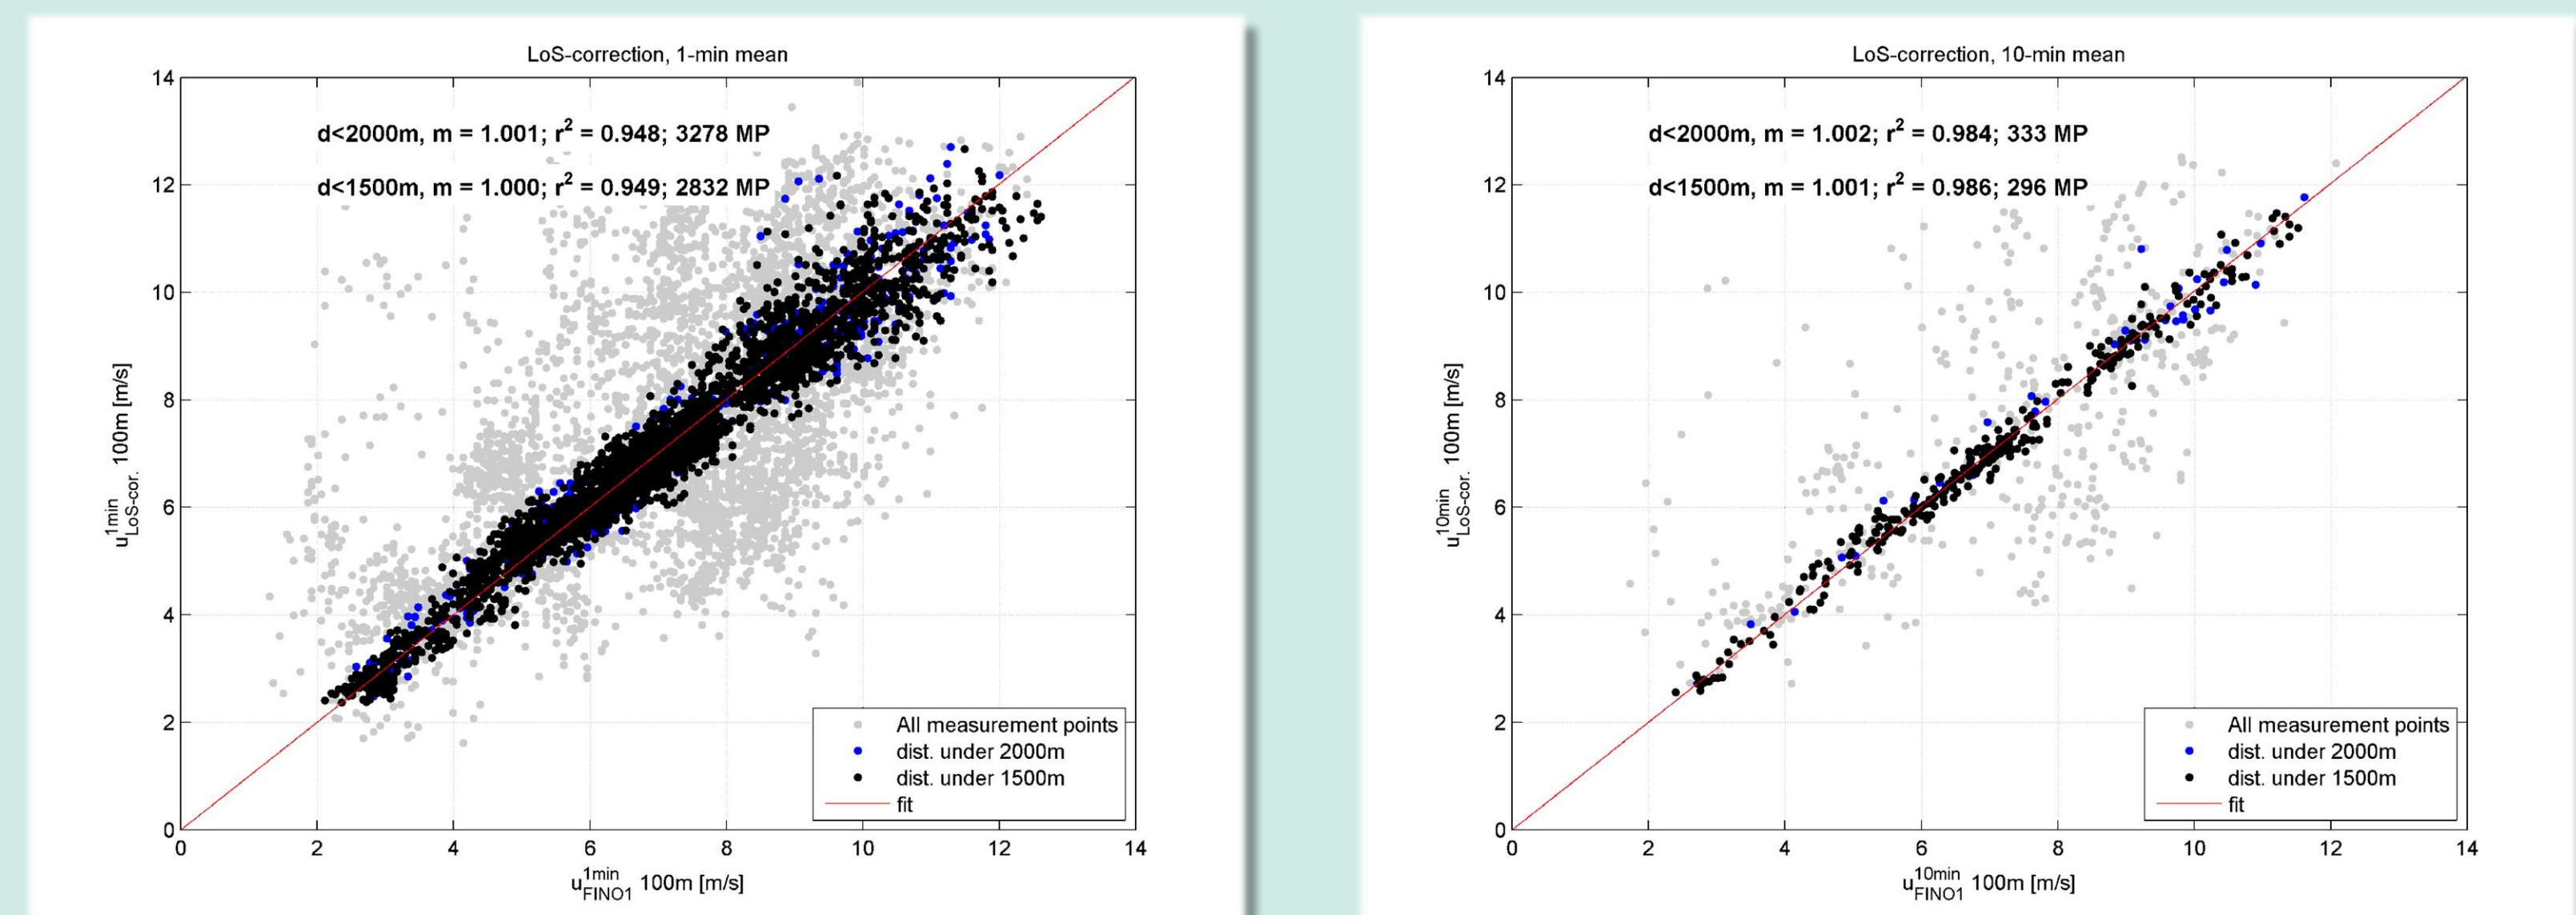 LoS-correction, 1-min mean
d<2000m, m = 1.001; r² = 0.948; 3278 MP
d<1500m, m = 1.000; r² = 0.949; 2832 MP
14
12
10
8
6
4
2
0
u 1min LoS-cor. 100m [m/s]
All measurement points
dist. under 2000m
dist. under 1500m
fit
0 2 4 6 8 10 12 14
u 1min FINO1 100m [m/s]
LoS-correction, 10-min mean
d<2000m, m = 1.002; r² = 0.984; 333 MP
d<1500m, m = 1.001; r² = 0.986; 296 MP
14
12
10
8
6
4
2
0
u 10min LoS-cor. 100m [m/s]
All measurement points
dist. under 2000m
dist. under 1500m
fit
0 2 4 6 8 10 12 14
u 10min FINO1 100m [m/s]